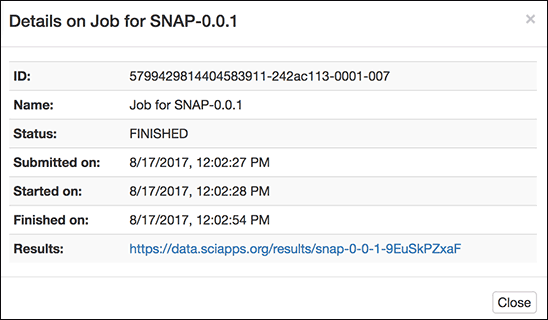 Details on Job for SNAP-0.0.1 ×
ID: 5799429814404583911-242ac113-0001-007
Name: Job for SNAP-0.0.1
Status: FINISHED
Submitted on: 8/17/2017, 12:02:27 PM
Started on: 8/17/2017, 12:02:28 PM
Finished on: 8/17/2017, 12:02:54 PM
Results: https://data.sciapps.org/results/snap-0-0-1-9EuSkPZxaF
Close